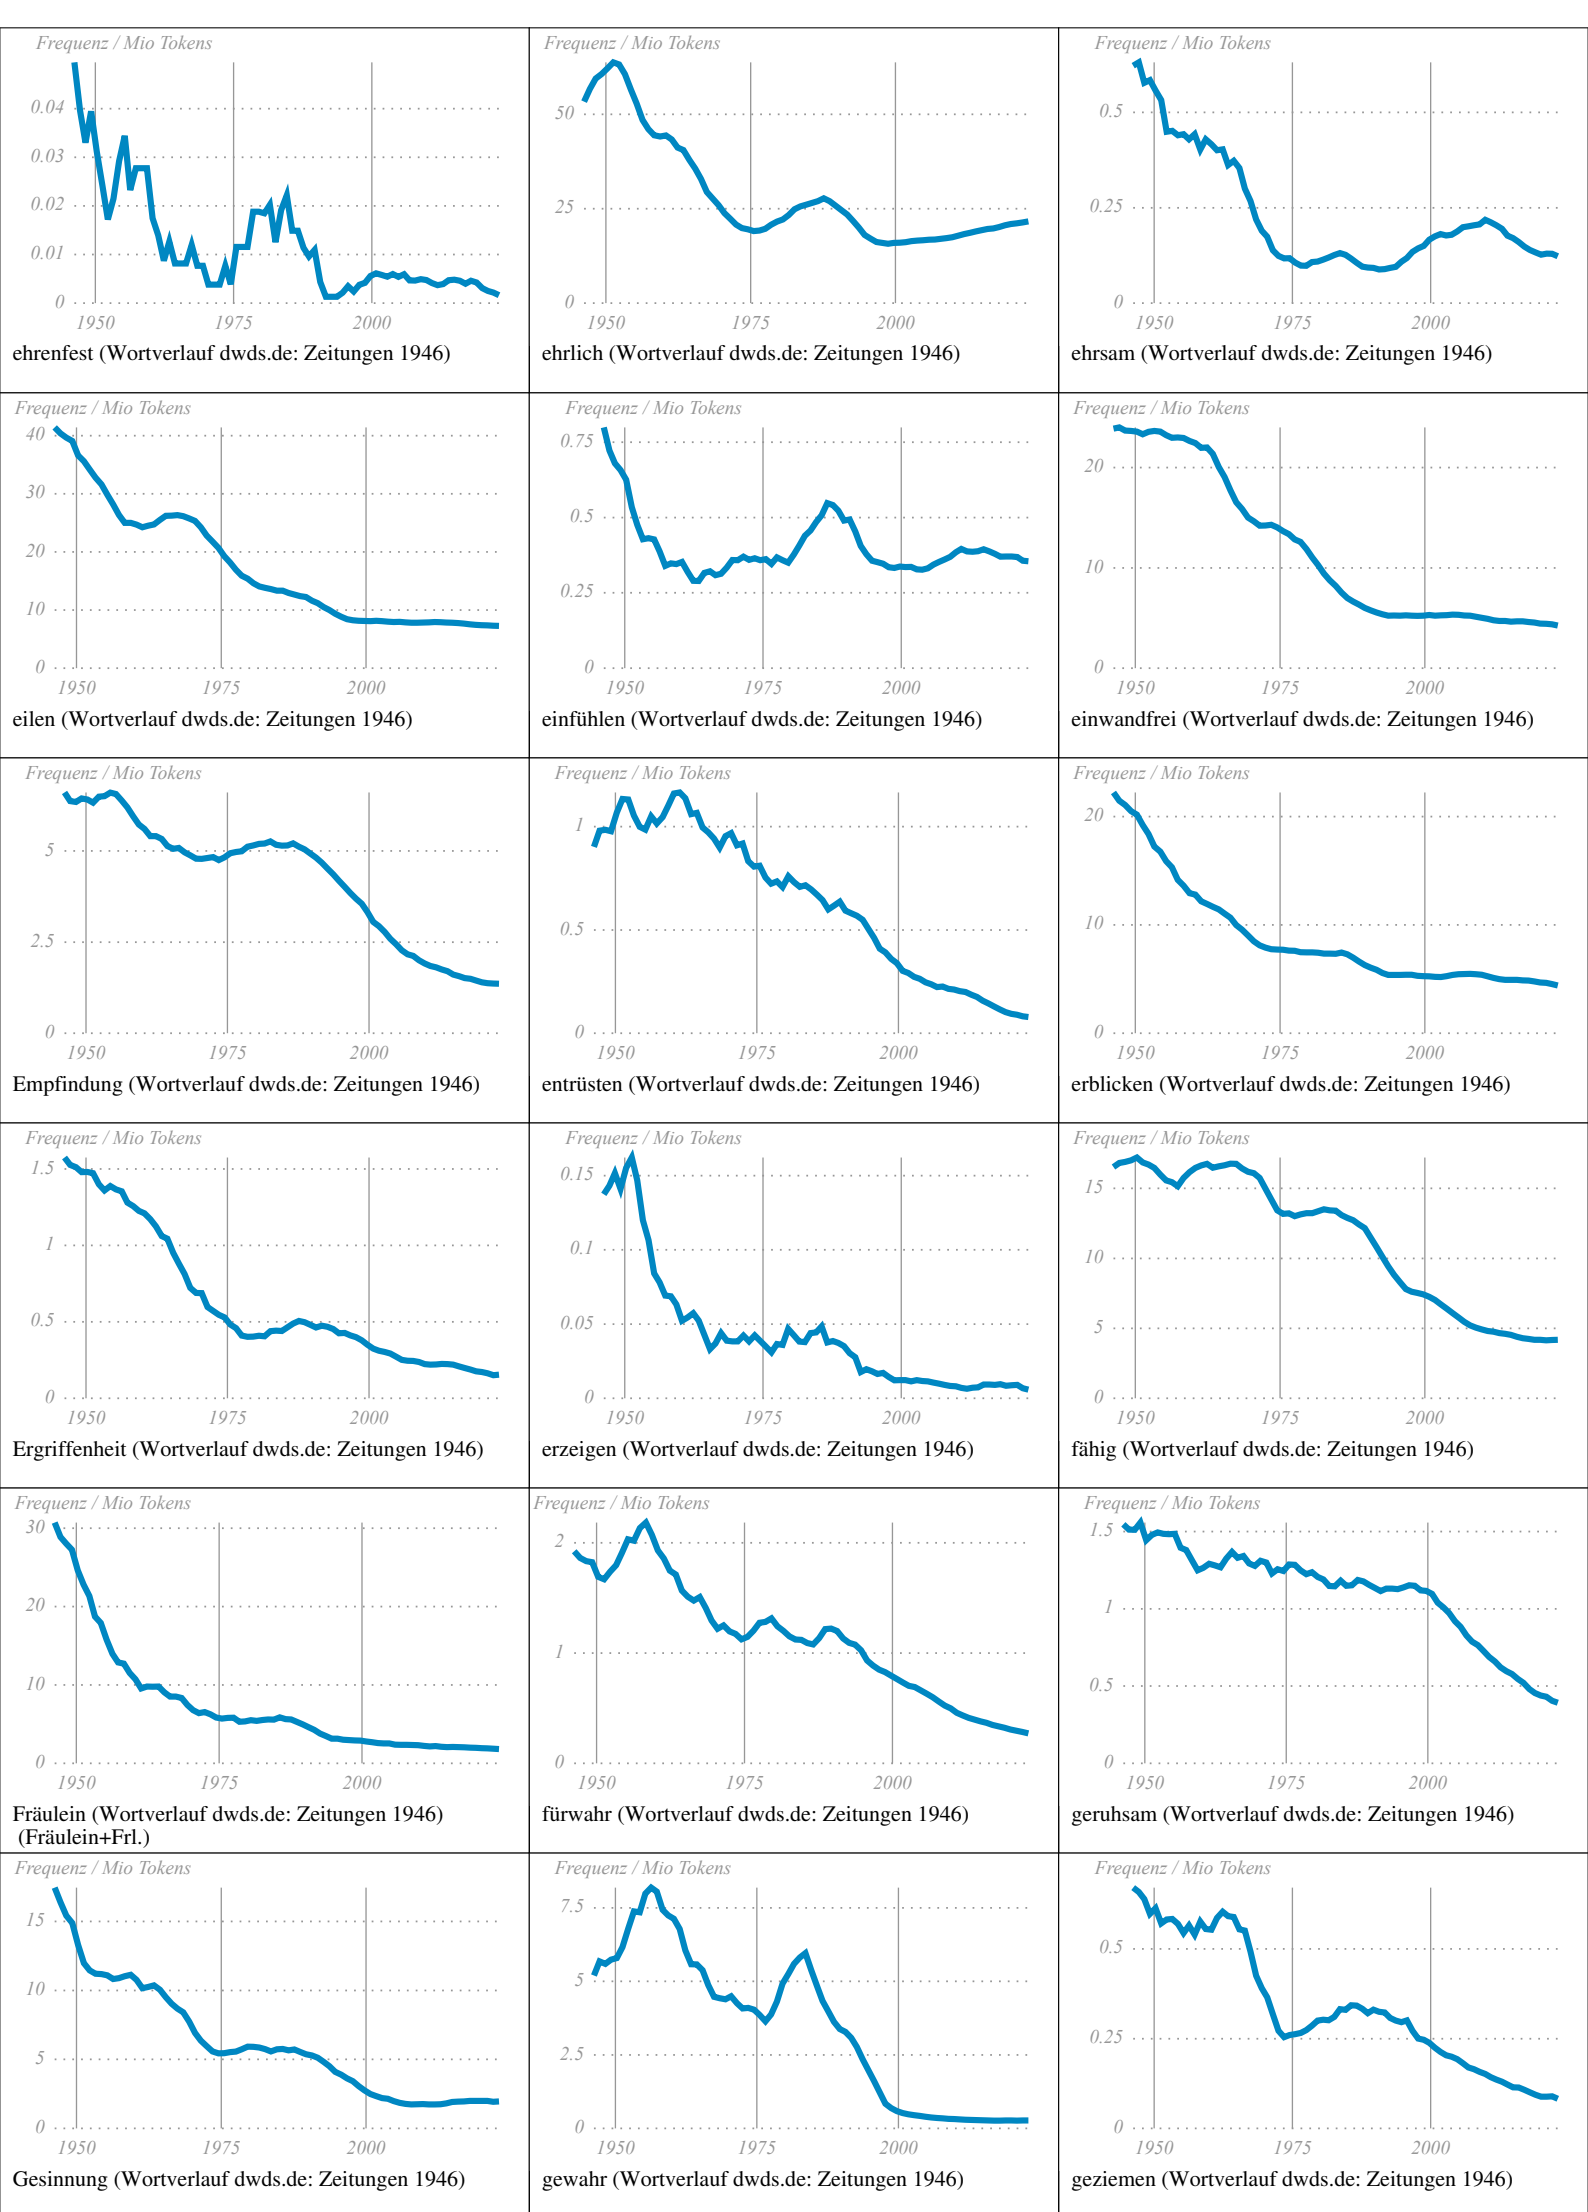 Frequenz / Mio Tokens
0.04
0.03
0.02
0.01
0
1950 1975 2000
ehrenfest (Wortverlauf dwds.de: Zeitungen 1946)
Frequenz / Mio Tokens
50
25
0
1950 1975 2000
ehrlich (Wortverlauf dwds.de: Zeitungen 1946)
Frequenz / Mio Tokens
0.5
0.25
0
1950 1975 2000
ehrsam (Wortverlauf dwds.de: Zeitungen 1946)
Frequenz / Mio Tokens
40
30
20
10
0
1950 1975 2000
eilen (Wortverlauf dwds.de: Zeitungen 1946)
Frequenz / Mio Tokens
0.75
0.5
0.25
0
1950 1975 2000
einfühlen (Wortverlauf dwds.de: Zeitungen 1946)
Frequenz / Mio Tokens
20
10
0
1950 1975 2000
einwandfrei (Wortverlauf dwds.de: Zeitungen 1946)
Frequenz / Mio Tokens
5
2.5
0
1950 1975 2000
Empfindung (Wortverlauf dwds.de: Zeitungen 1946)
Frequenz / Mio Tokens
1
0.5
0
1950 1975 2000
entrüsten (Wortverlauf dwds.de: Zeitungen 1946)
Frequenz / Mio Tokens
20
10
0
1950 1975 2000
erblicken (Wortverlauf dwds.de: Zeitungen 1946)
Frequenz / Mio Tokens
1.5
1
0.5
0
1950 1975 2000
Ergriffenheit (Wortverlauf dwds.de: Zeitungen 1946)
Frequenz / Mio Tokens
0.15
0.1
0.05
0
1950 1975 2000
erzeigen (Wortverlauf dwds.de: Zeitungen 1946)
Frequenz / Mio Tokens
15
10
5
0
1950 1975 2000
fähig (Wortverlauf dwds.de: Zeitungen 1946)
Frequenz / Mio Tokens
30
20
10
0
1950 1975 2000
Fräulein (Wortverlauf dwds.de: Zeitungen 1946)
(Fräulein+Frl.)
Frequenz / Mio Tokens
2
1
0
1950 1975 2000
fürwahr (Wortverlauf dwds.de: Zeitungen 1946)
Frequenz / Mio Tokens
1.5
1
0.5
0
1950 1975 2000
geruhsam (Wortverlauf dwds.de: Zeitungen 1946)
Frequenz / Mio Tokens
15
10
5
0
1950 1975 2000
Gesinnung (Wortverlauf dwds.de: Zeitungen 1946)
Frequenz / Mio Tokens
7.5
5
2.5
0
1950 1975 2000
gewahr (Wortverlauf dwds.de: Zeitungen 1946)
Frequenz / Mio Tokens
0.5
0.25
0
1950 1975 2000
geziemen (Wortverlauf dwds.de: Zeitungen 1946)